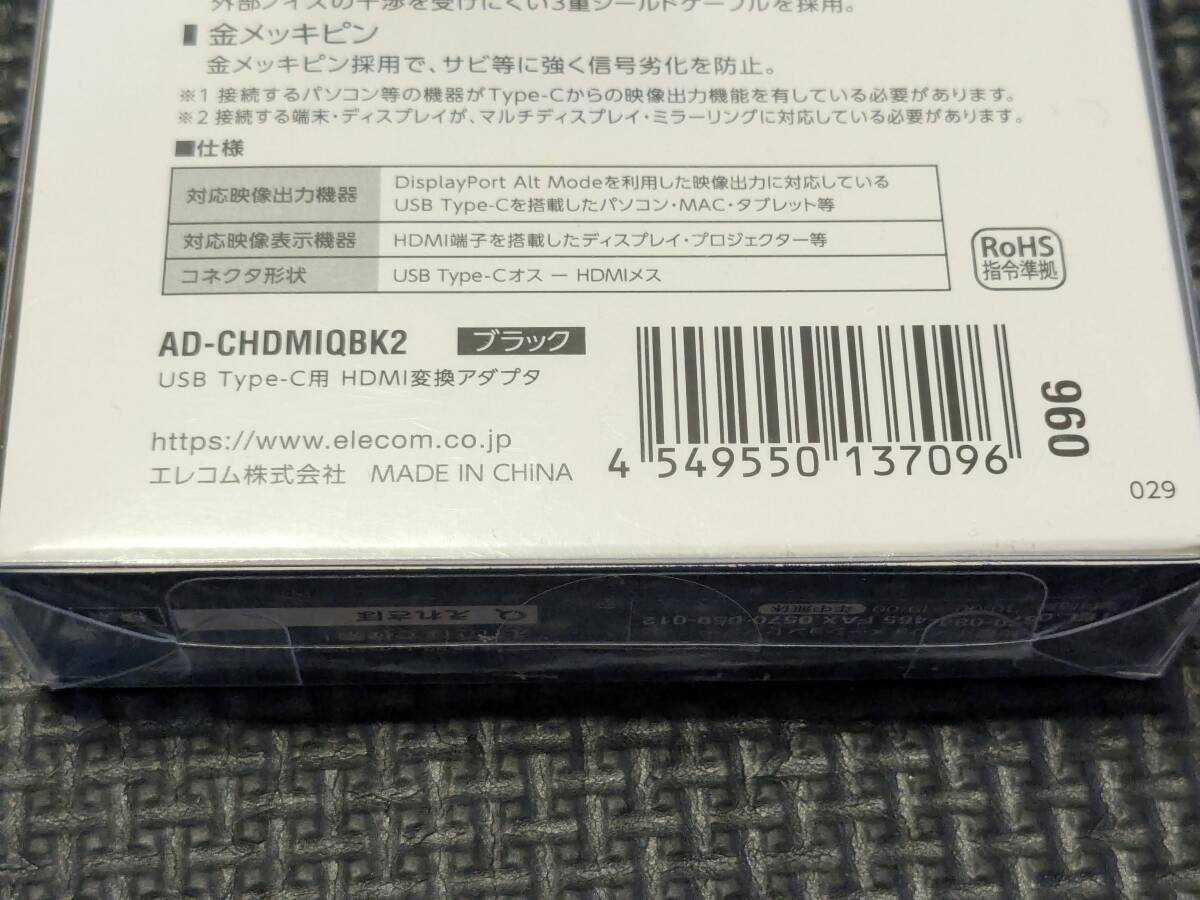 外部ノイズの干渉を受けにくい3重シールドケーブルを採用。
金メッキピン
金メッキピン採用で、サビ等に強く信号劣化を防止。
※1 接続するパソコン等の機器がType-Cからの映像出力機能を有している必要があります。
※2 接続する端末・ディスプレイが、マルチディスプレイ・ミラーリングに対応している必要があります。
■仕様
対応映像出力機器
DisplayPort Alt Modeを利用した映像出力に対応している
USB Type-Cを搭載したパソコン・MAC・タブレット等
対応映像表示機器
HDMI端子を搭載したディスプレイ・プロジェクター等
コネクタ形状
USB Type-Cオス ー HDMIメス
RoHS
指令準拠
AD-CHDMIQBK2 ブラック
USB Type-C用 HDMI変換アダプタ
https://www.elecom.co.jp
エレコム株式会社 MADE IN CHINA
4 549550 137096
960
029
えれさぽ
FAX.0570-050-012
年中無休